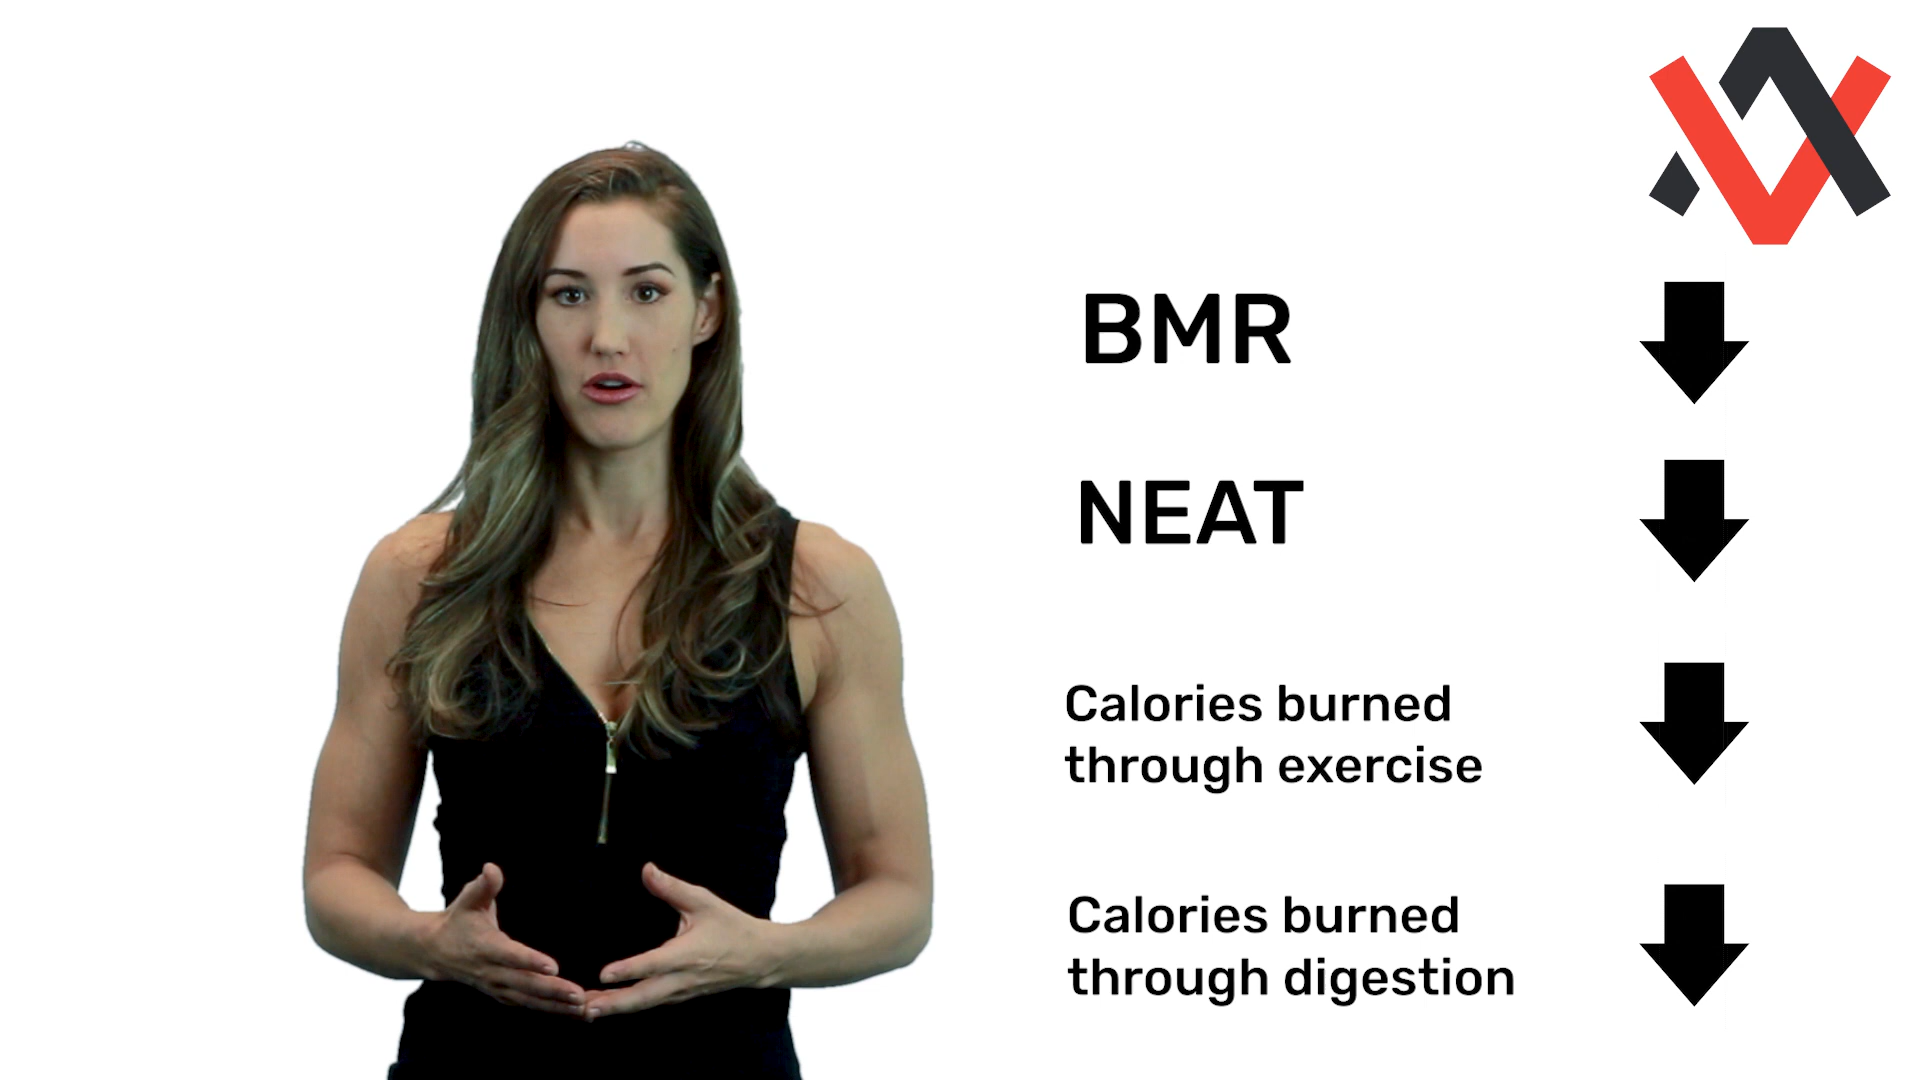 BMR
NEAT
Calories burned
through exercise
Calories burned
through digestion